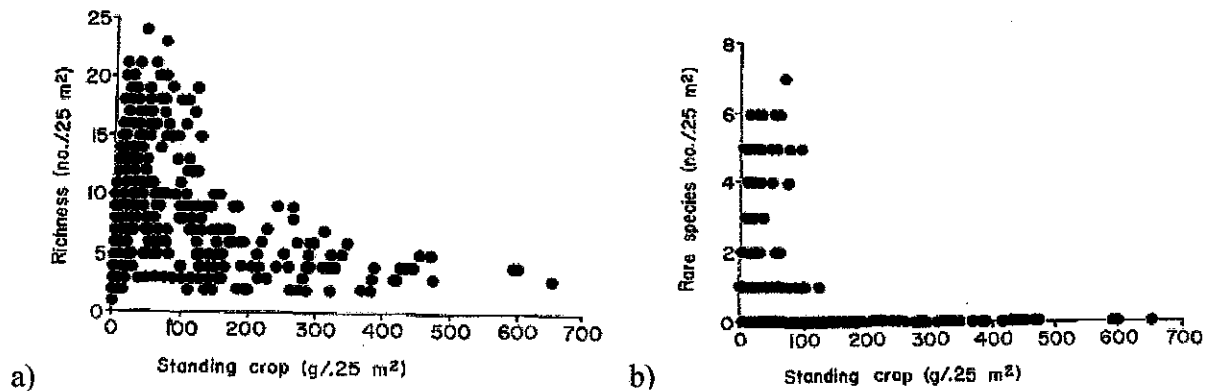 25
20
15
10
5
0
Richness (no./.25 m²)
0 100 200 300 400 500 600 700
Standing crop (g/.25 m²)
a)
8
6
4
2
0
Rare species (no./.25 m²)
0 100 200 300 400 500 600 700
Standing crop (g/.25 m²)
b)